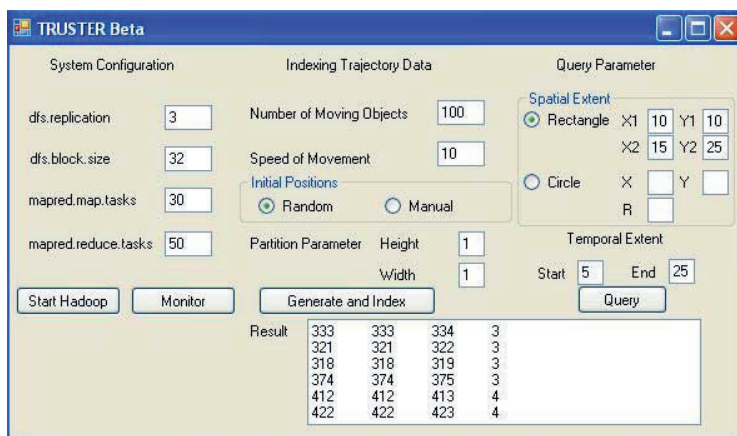 TRUSTER Beta
System Configuration
dfs.replication 3
dfs.block.size 32
mapred.map.tasks 30
mapred.reduce.tasks 50
Start Hadoop Monitor
Indexing Trajectory Data
Number of Moving Objects 100
Speed of Movement 10
Initial Positions
Random Manual
Partition Parameter Height 1
Width 1
Generate and Index
Query Parameter
Spatial Extent
Rectangle X1 10 Y1 10
X2 15 Y2 25
Circle X Y
R
Temporal Extent
Start 5 End 25
Query
Result 333 333 334 3
321 321 322 3
318 318 319 3
374 374 375 3
412 412 413 4
422 422 423 4